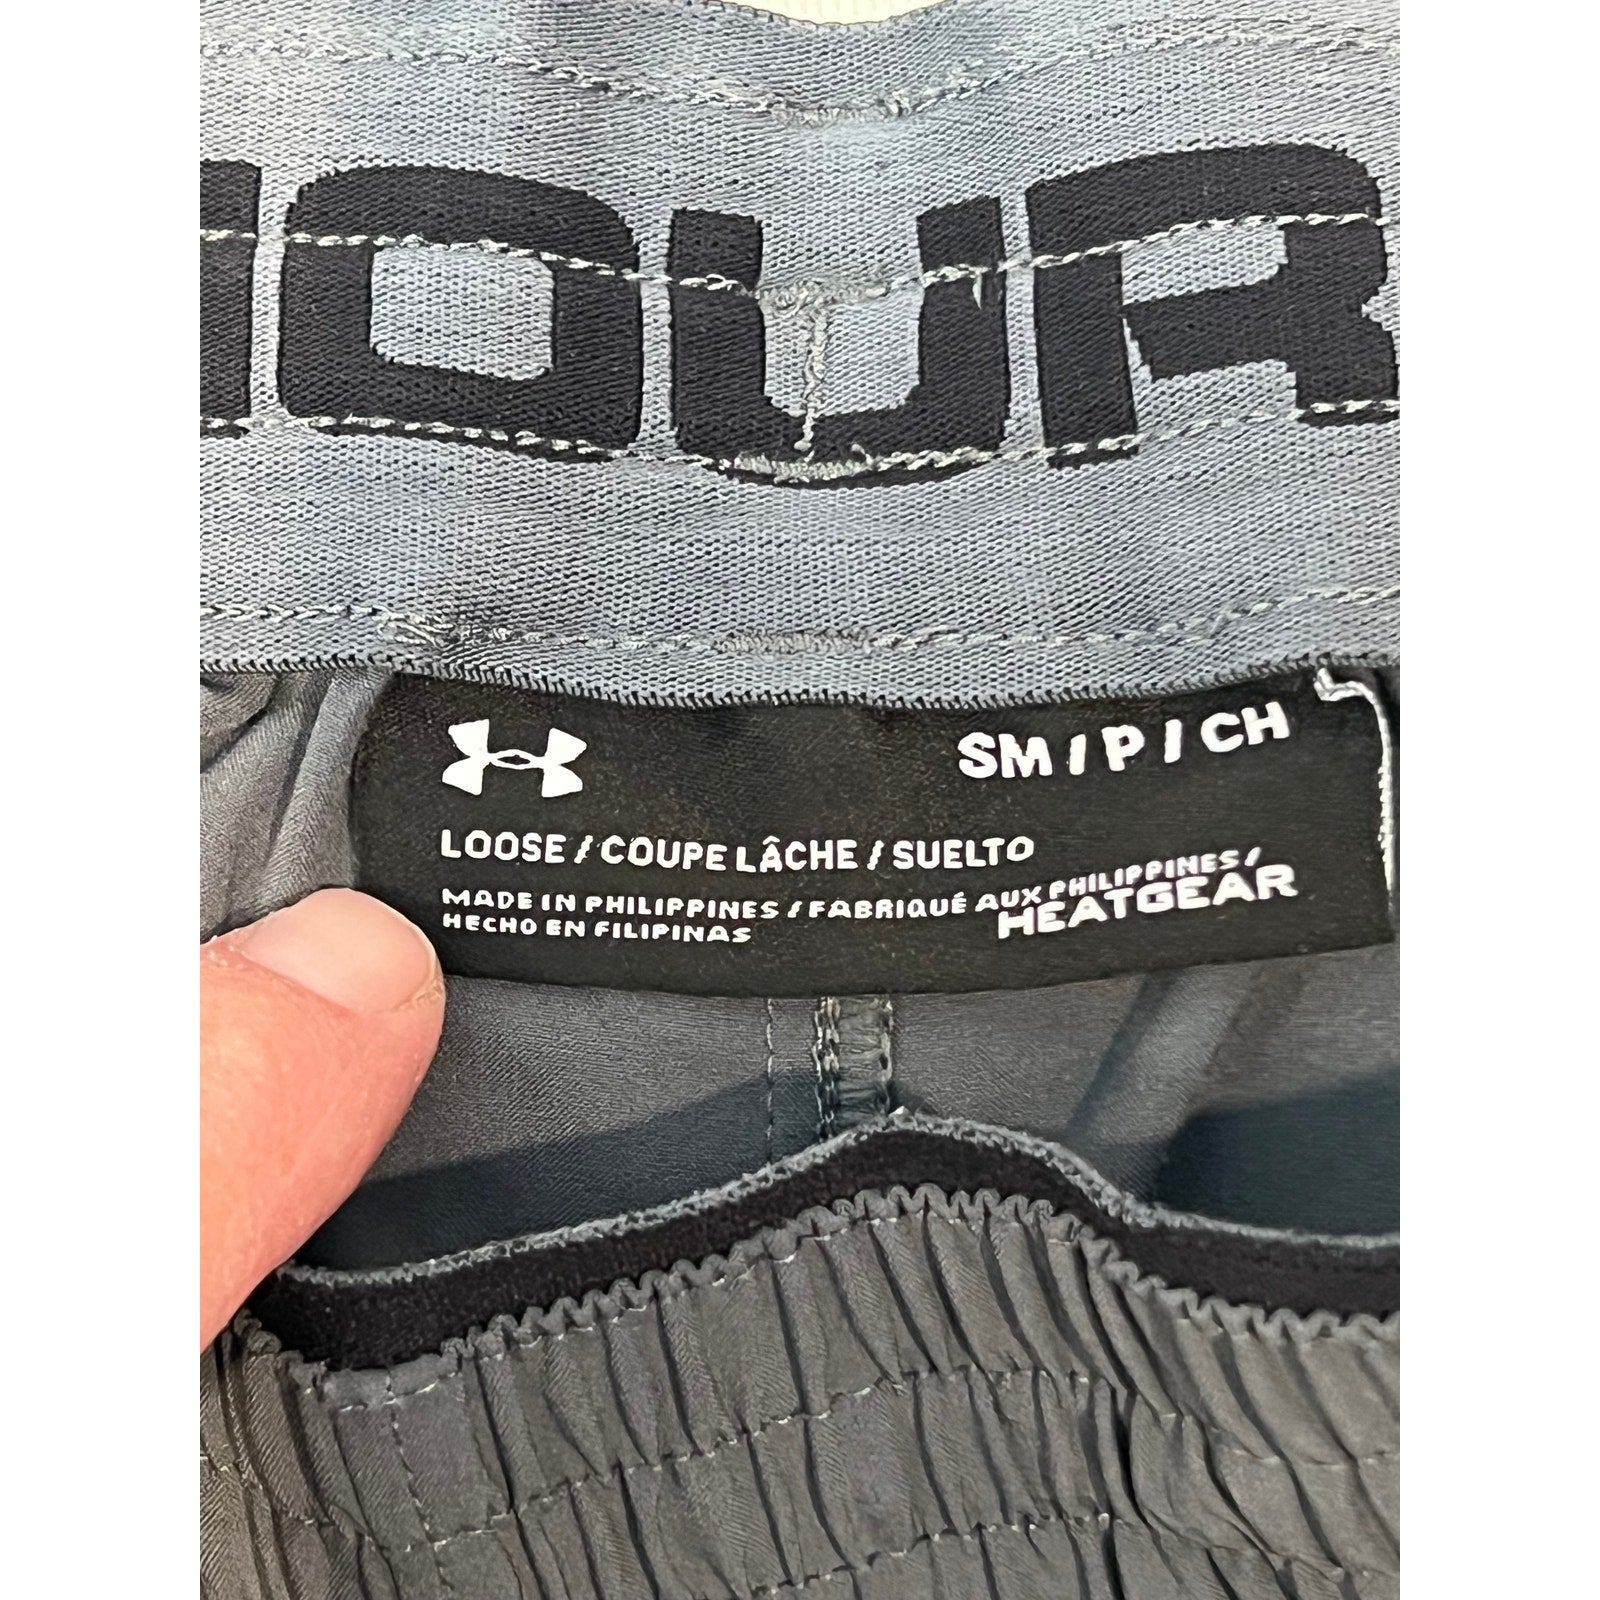 OUR
SM / P / CH
LOOSE / COUPE LÂCHE / SUELTO
MADE IN PHILIPPINES / FABRIQUÉ AUX PHILIPPINES /
HECHO EN FILIPINAS
HEATGEAR